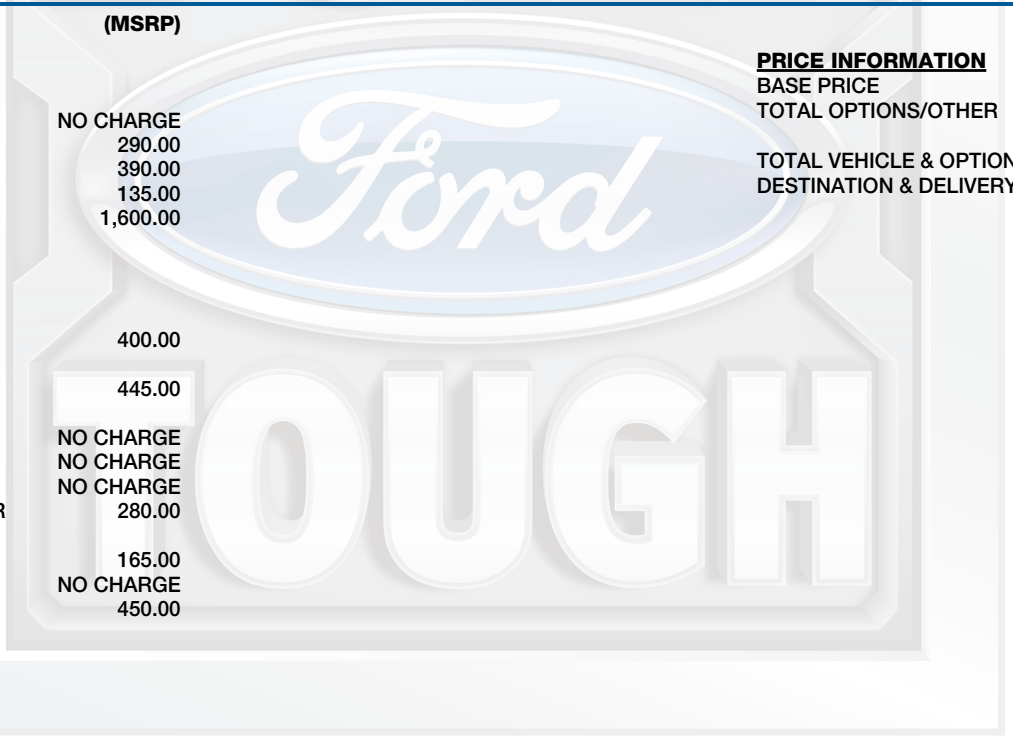 (MSRP)
NO CHARGE
290.00
390.00
135.00
1,600.00
400.00
445.00
NO CHARGE
NO CHARGE
NO CHARGE
R 280.00
165.00
NO CHARGE
450.00
PRICE INFORMATION
BASE PRICE
TOTAL OPTIONS/OTHER
TOTAL VEHICLE & OPTION
DESTINATION & DELIVERY
Ford
TOUGH